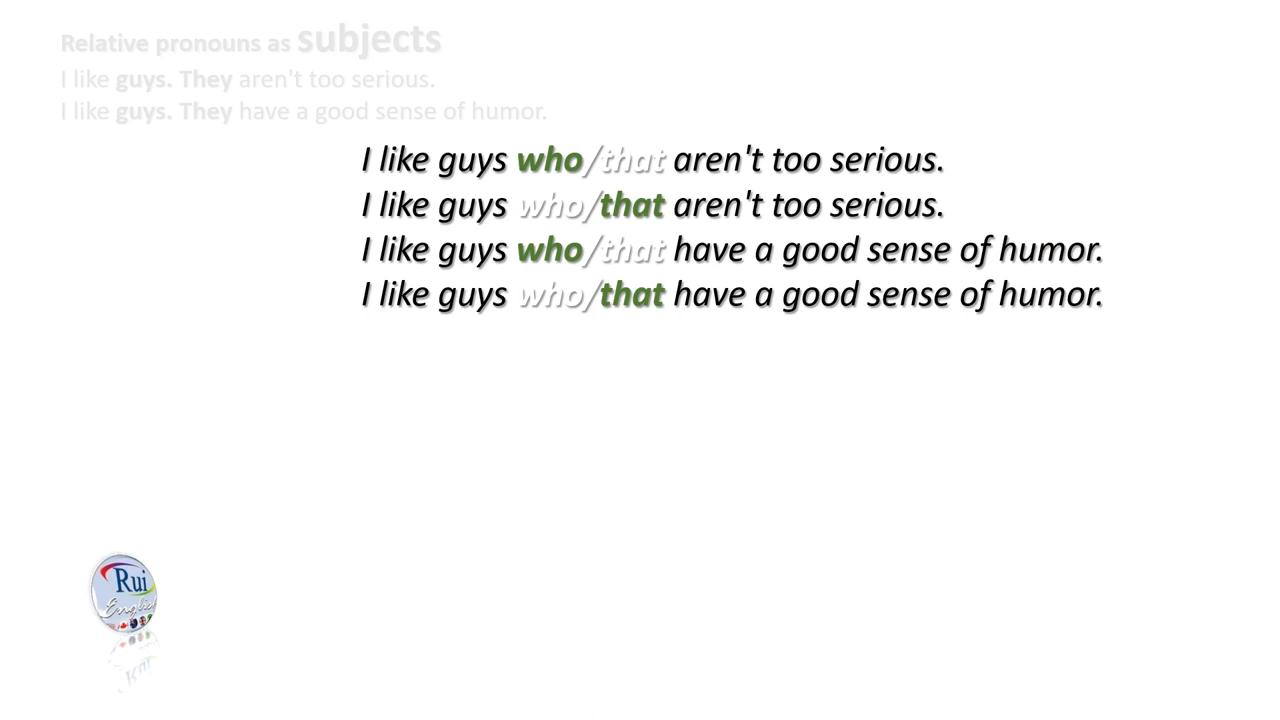 Relative pronouns as subjects
I like guys. They aren't too serious.
I like guys. They have a good sense of humor.
I like guys who/that aren't too serious.
I like guys who/that aren't too serious.
I like guys who/that have a good sense of humor.
I like guys who/that have a good sense of humor.
Rui
English